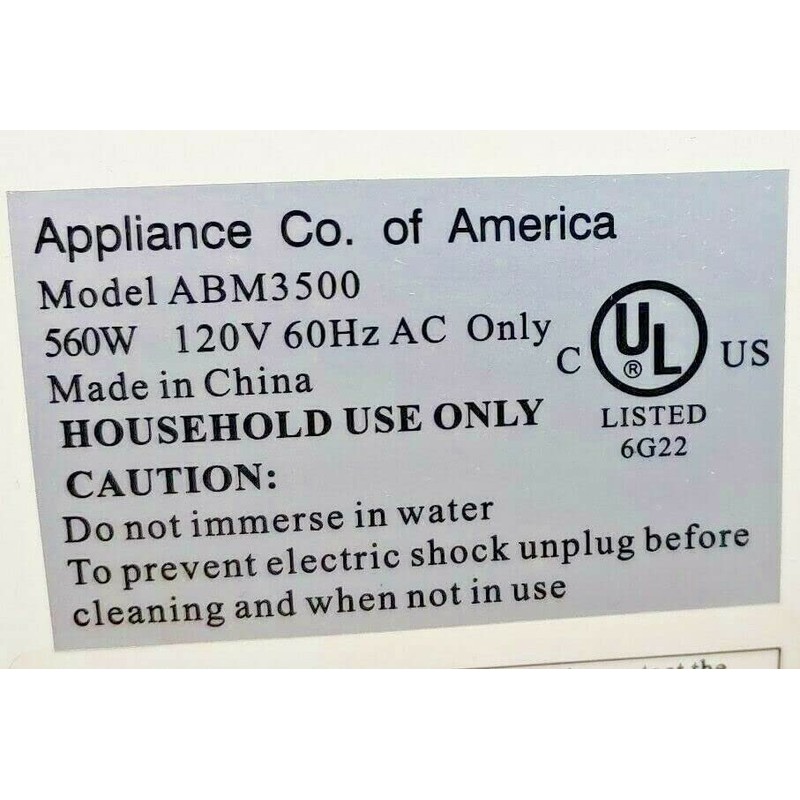 Appliance Co. of America
Model ABM3500
560W 120V 60Hz AC Only
C UL ® US
LISTED
6G22
Made in China
HOUSEHOLD USE ONLY
CAUTION:
Do not immerse in water
To prevent electric shock unplug before
cleaning and when not in use
the